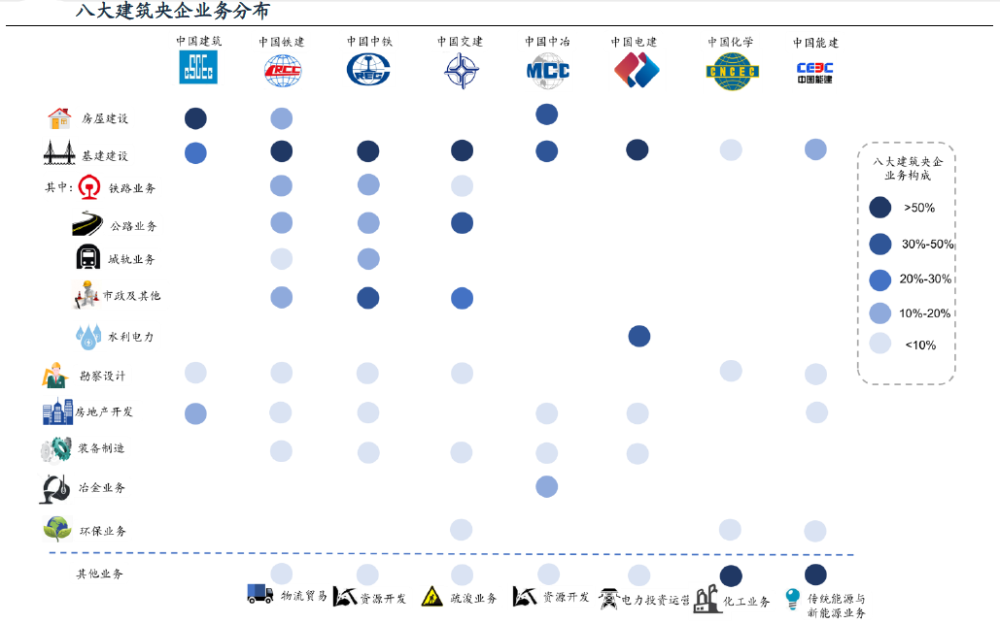 八大建筑央企业务分布
中国建筑 中国铁建 中国中铁 中国交建 中国中冶 中国电建 中国化学 中国能建
CSCEC CRCC CREC MCC CNCEC CEEC
中国能建
房屋建设
基建建设
其中: 铁路业务
公路业务
城轨业务
市政及其他
水利电力
勘察设计
房地产开发
装备制造
冶金业务
环保业务
其他业务
物流贸易 资源开发 疏浚业务 资源开发 电力投资运营 化工业务 传统能源与
新能源业务
八大建筑央企
业务构成
>50%
30%-50%
20%-30%
10%-20%
<10%